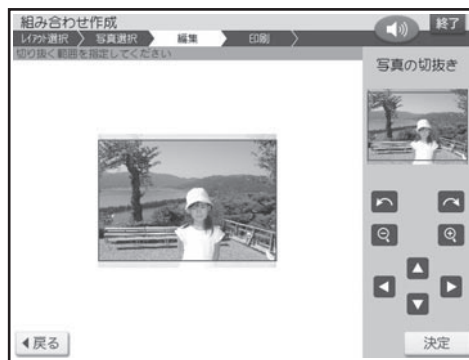 組み合わせ作成
終了
ﾚｲｱｳﾄ選択
写真選択
編集
印刷
切り抜く範囲を指定してください
写真の切抜き
◀戻る
決定